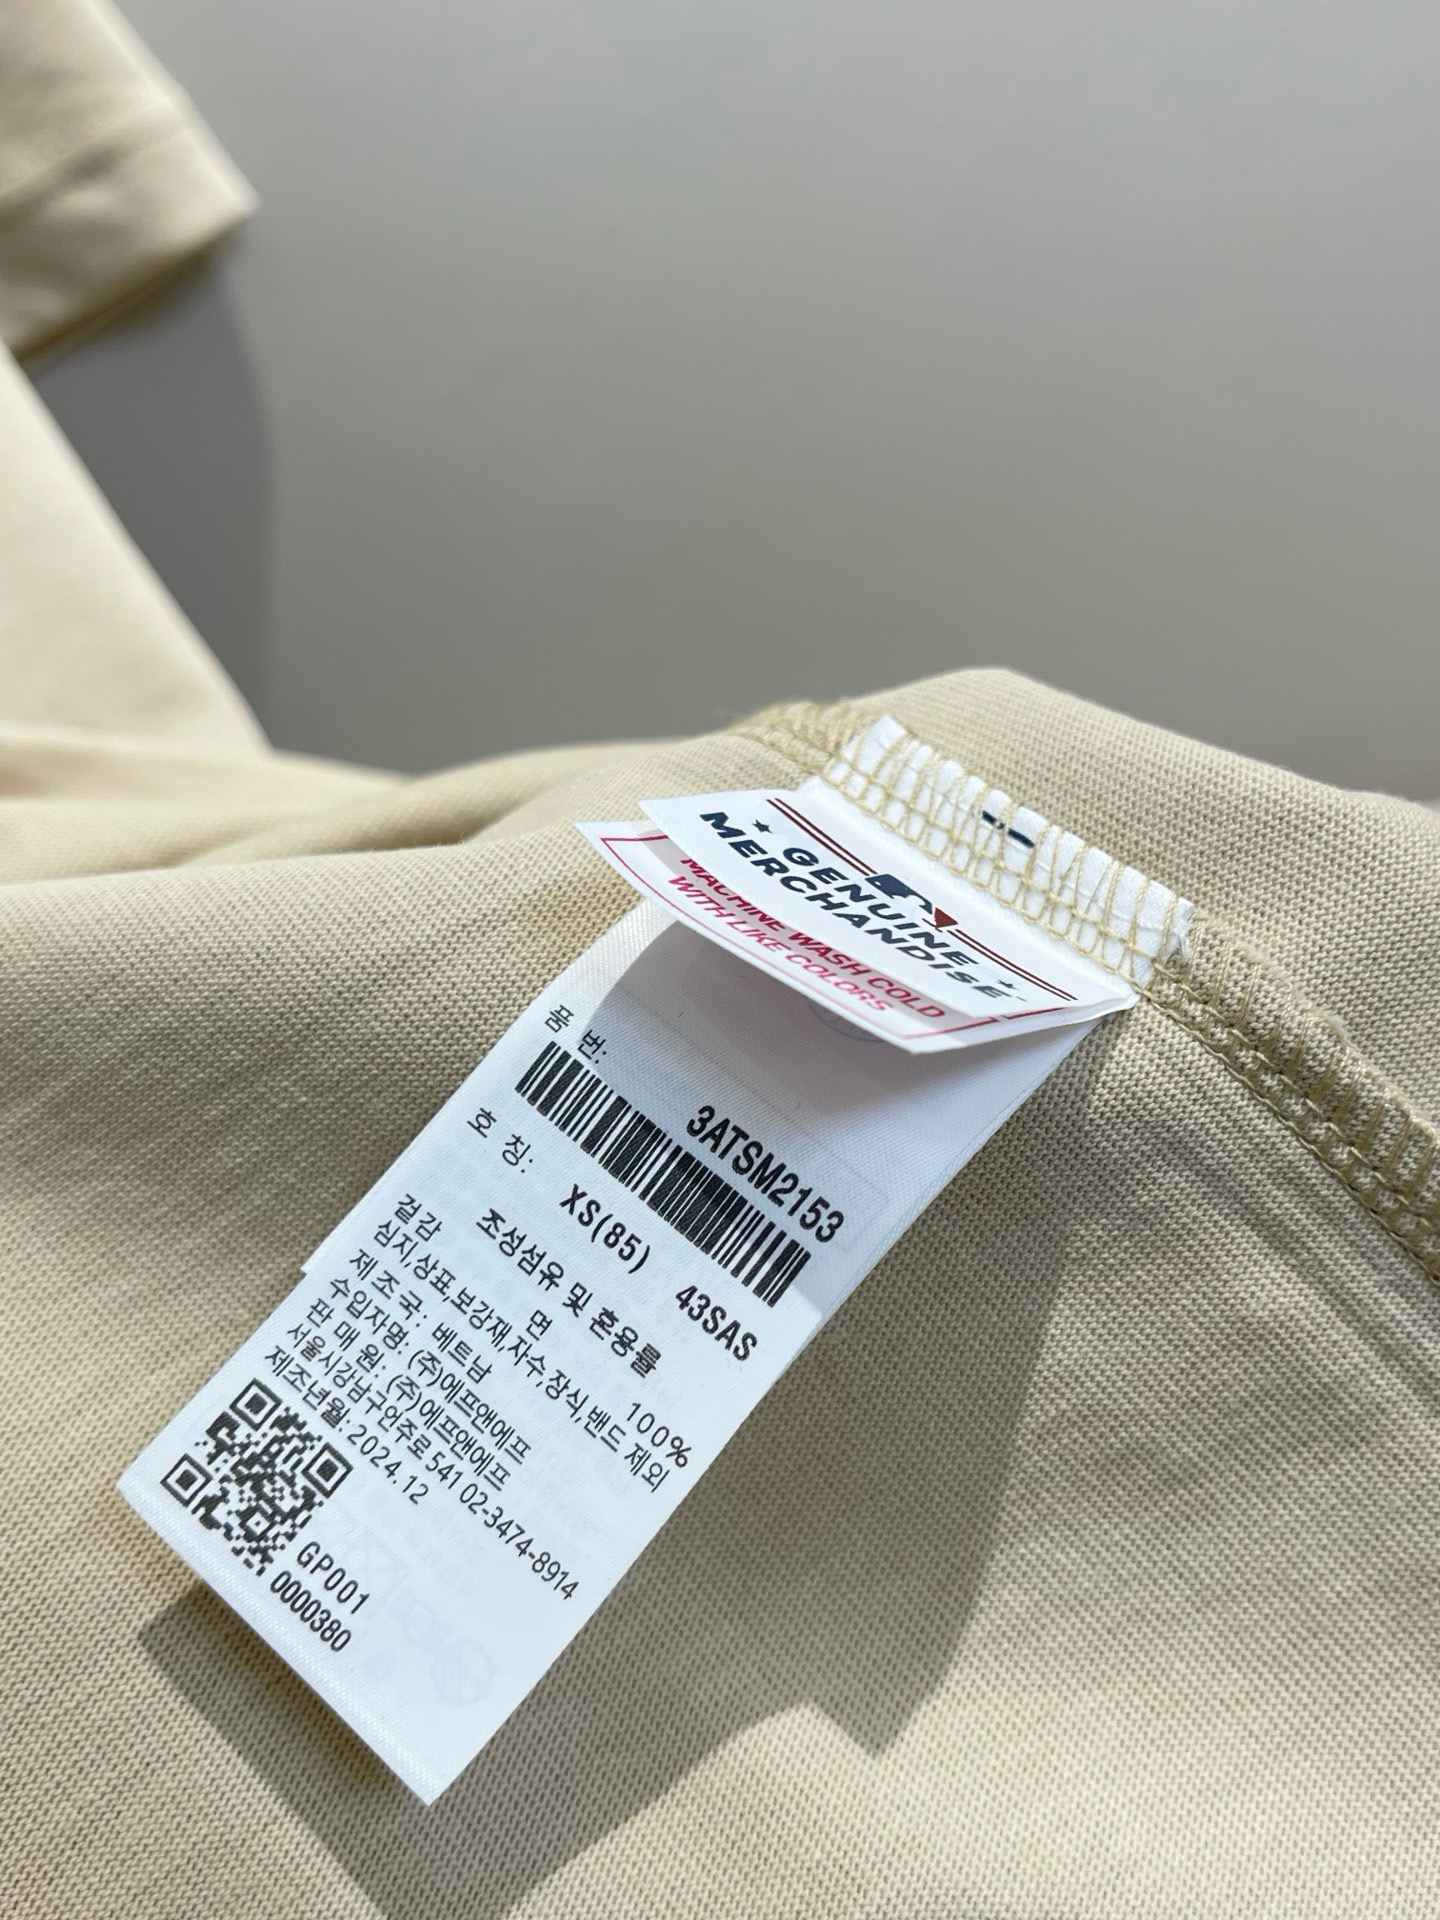 GENUINE
MERCHANDISE
MACHINE WASH COLD
WITH LIKE COLORS
품 번:
3ATSM2153
호 칭:
XS(85) 43SAS
조성섬유 및 혼용률
겉감 면 100%
심지,상표,보강재,자수,장식,밴드 제외
제 조 국: 베트남
수입자명: (주)에프앤에프
판 매 원: (주)에프앤에프
서울시강남구언주로541 02-3474-8914
제조년월: 2024.12
GP001
0000380